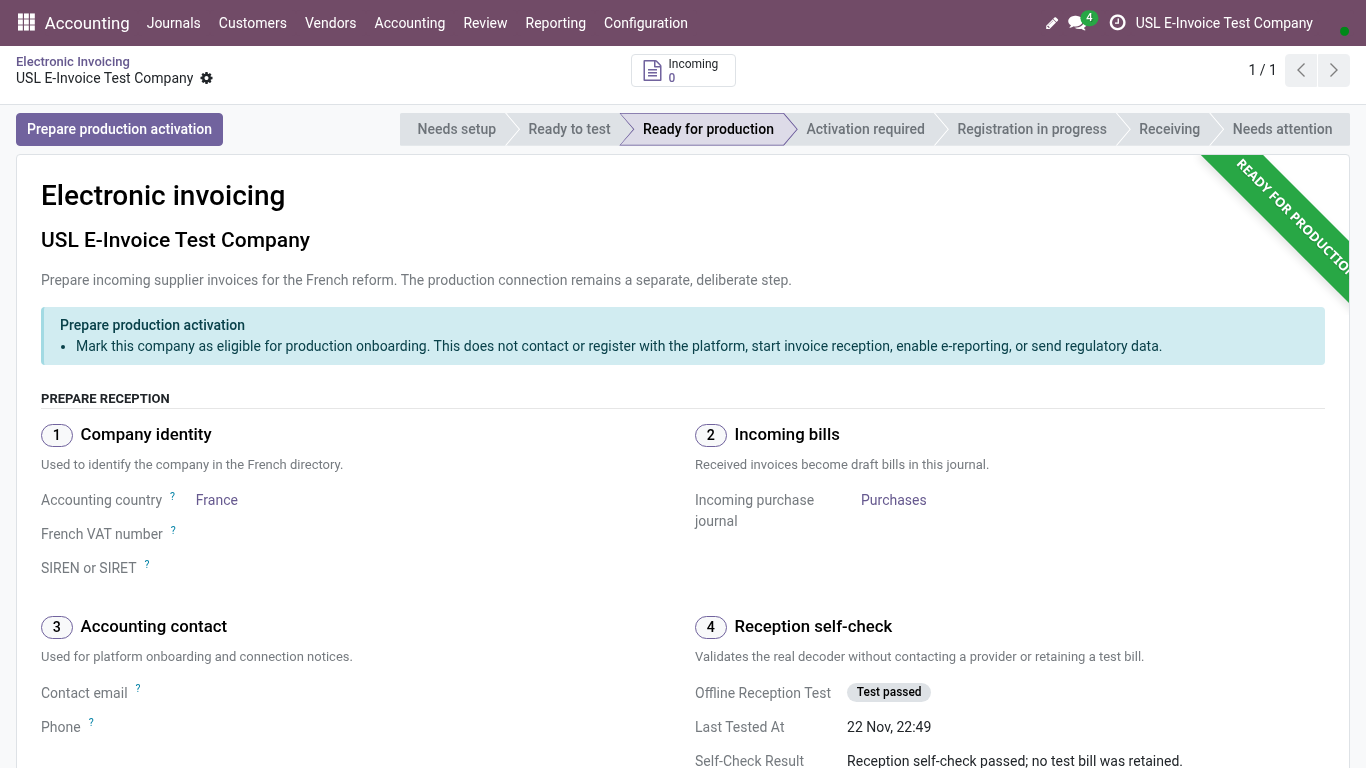 Accounting Journals Customers Vendors Accounting Review Reporting Configuration 4 USL E-Invoice Test Company
Electronic Invoicing
USL E-Invoice Test Company
Incoming
0
1 / 1
Prepare production activation
Needs setup Ready to test Ready for production Activation required Registration in progress Receiving Needs attention
READY FOR PRODUCTIO
Electronic invoicing
USL E-Invoice Test Company
Prepare incoming supplier invoices for the French reform. The production connection remains a separate, deliberate step.
Prepare production activation
• Mark this company as eligible for production onboarding. This does not contact or register with the platform, start invoice reception, enable e-reporting, or send regulatory data.
PREPARE RECEPTION
1 Company identity
Used to identify the company in the French directory.
Accounting country ? France
French VAT number ?
SIREN or SIRET ?
2 Incoming bills
Received invoices become draft bills in this journal.
Incoming purchase journal Purchases
3 Accounting contact
Used for platform onboarding and connection notices.
Contact email ?
Phone ?
4 Reception self-check
Validates the real decoder without contacting a provider or retaining a test bill.
Offline Reception Test Test passed
Last Tested At 22 Nov, 22:49
Self-Check Result Reception self-check passed; no test bill was retained.